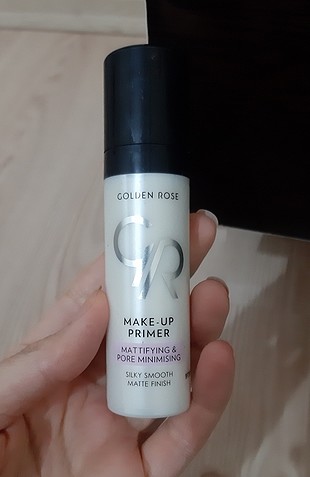 GOLDEN ROSE
GR
MAKE-UP
PRIMER
MATTIFYING &
PORE MINIMISING
SILKY SMOOTH
MATTE FINISH